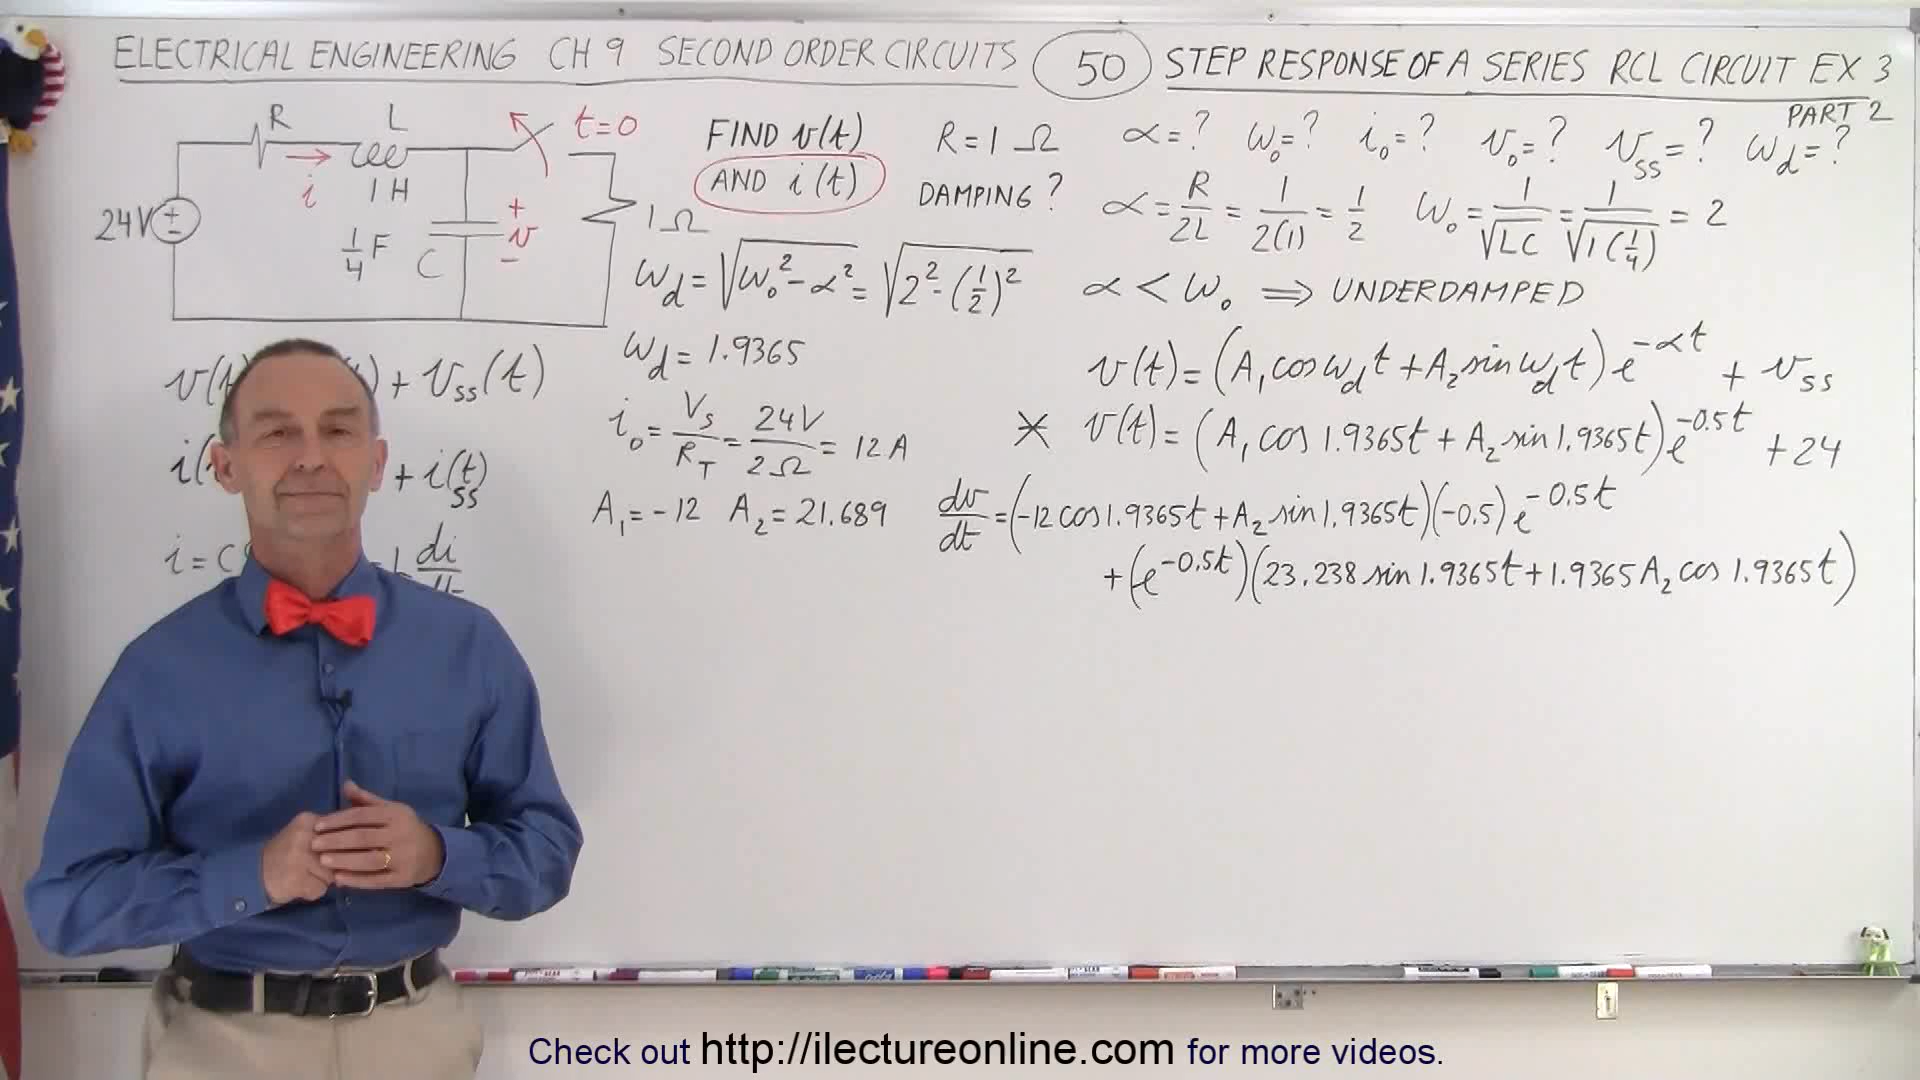 ELECTRICAL ENGINEERING CH 9 SECOND ORDER CIRCUITS 50 STEP RESPONSE OF A SERIES RCL CIRCUIT EX 3
PART 2
R L t=0
i 1 H
24V + -
1/4 F C + v -
1 Ω
FIND v(t)
AND i(t)
R = 1 Ω
DAMPING ?
α = ? ω₀ = ? i₀ = ? v₀ = ? v_ss = ? ω_d = ?
α = R/2L = 1/2(1) = 1/2 ω₀ = 1/√LC = 1/√1(1/4) = 2
ω_d = √ω₀² - α² = √2² - (1/2)²
α < ω₀ ⇒ UNDERDAMPED
ω_d = 1.9365
v(t) = (A₁ cos ω_d t + A₂ sin ω_d t) e^-αt + v_ss
v(t) + v_ss(t)
i₀ = V_s/R_T = 24V/2Ω = 12 A
* v(t) = (A₁ cos 1.9365t + A₂ sin 1.9365t) e^-0.5t + 24
i( + i_ss(t)
A₁ = -12 A₂ = 21.689
dv/dt = (-12 cos 1.9365t + A₂ sin 1.9365t)(-0.5) e^-0.5t
+ (e^-0.5t)(23.238 sin 1.9365t + 1.9365 A₂ cos 1.9365t)
i = C di
Check out http://ilectureonline.com for more videos.